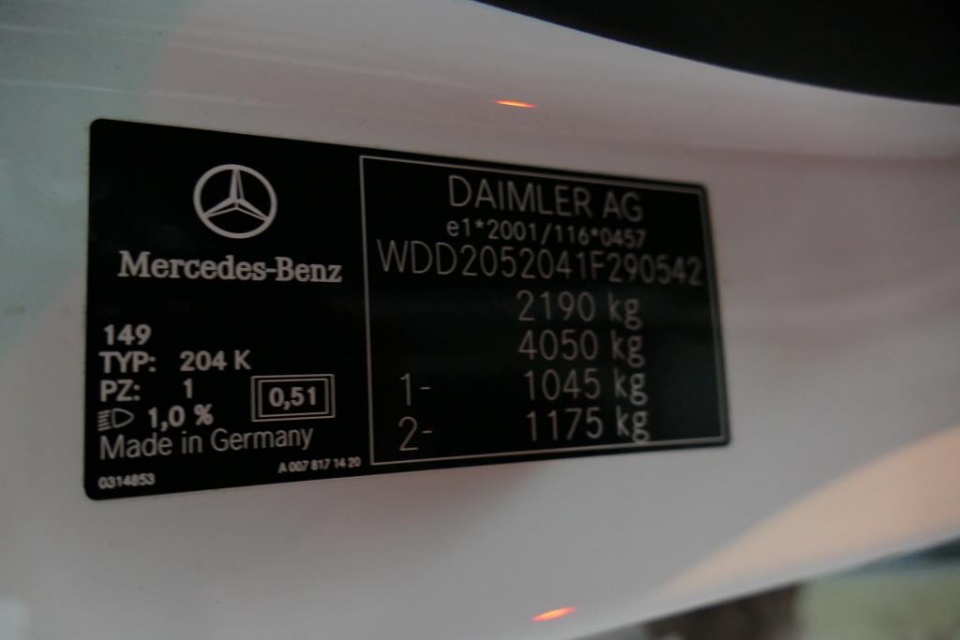 Mercedes-Benz
149
TYP: 204 K
PZ: 1
1,0 %
0,51
Made in Germany
0314853
A 007 817 14 20
DAIMLER AG
e1*2001/116*0457
WDD2052041F290542
2190 kg
4050 kg
1- 1045 kg
2- 1175 kg